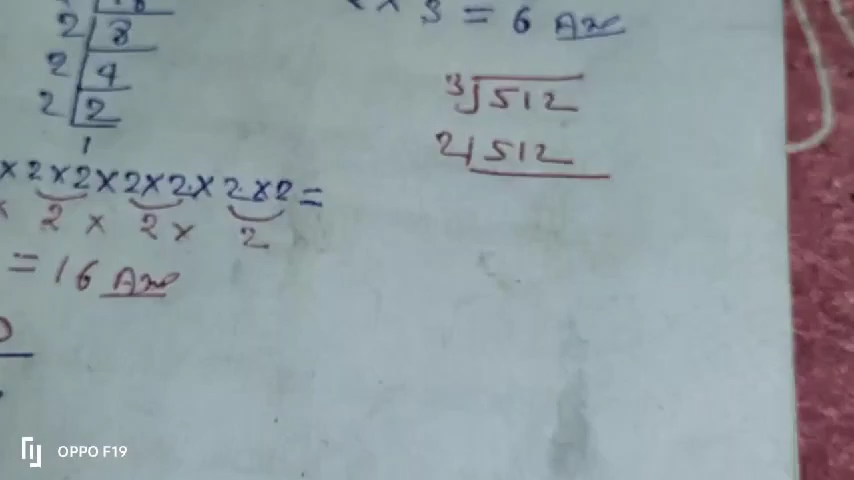 2 | 8
2 | 4
2 | 2
1
× 2 × 2 × 2 × 2 × 2 × 2 =
2 × 2 × 2
= 16 Ans
× 3 = 6 Ans
3√512
2 | 512
OPPO F19